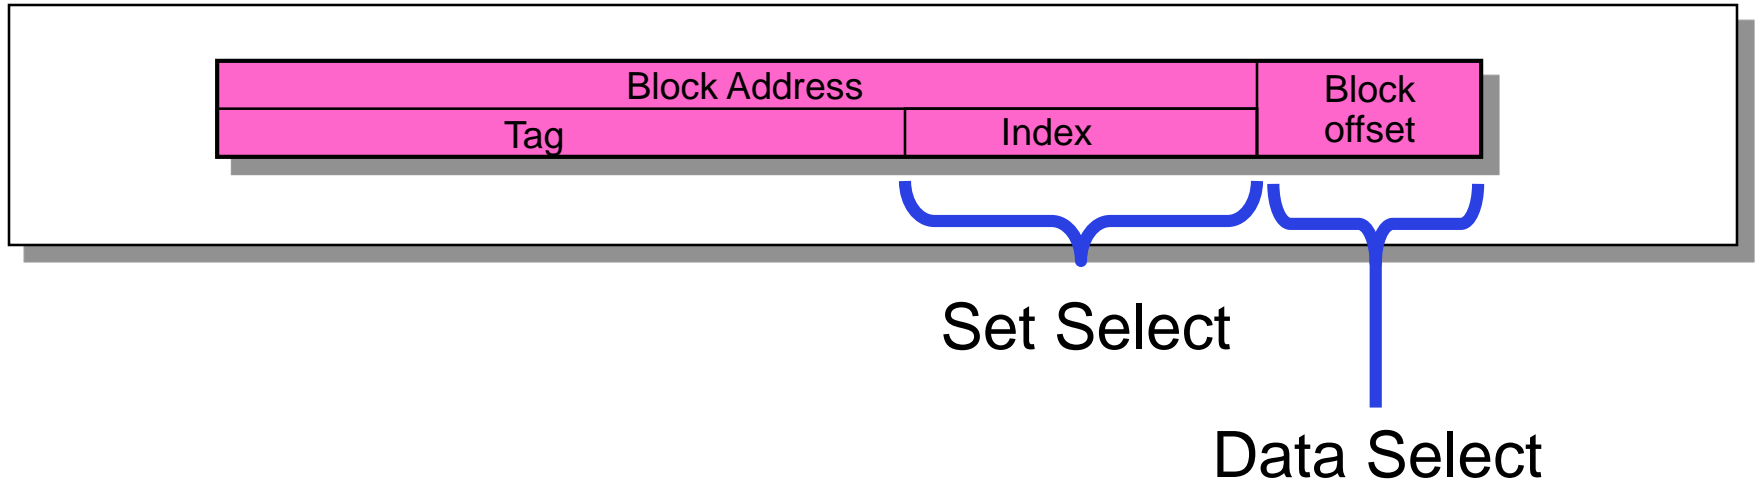 Block Address
Block
offset
Tag
Index
Set Select
Data Select